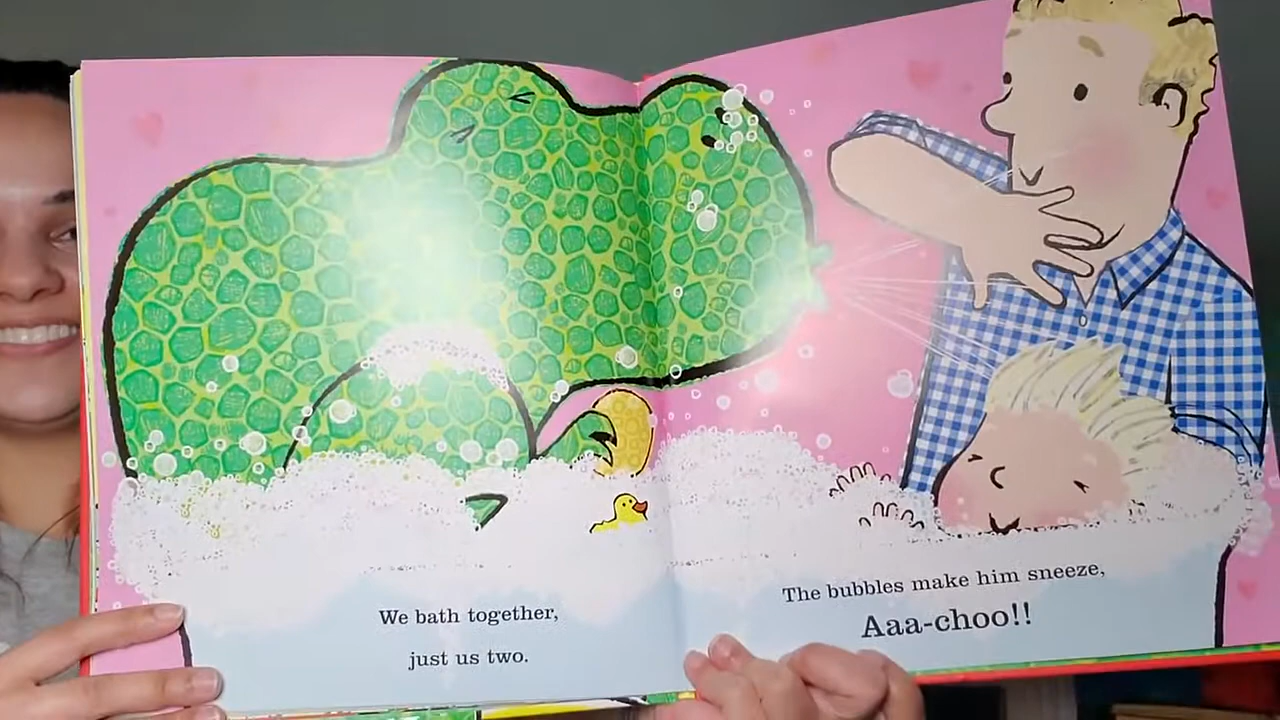 We bath together,
just us two.
The bubbles make him sneeze,
Aaa-choo!!